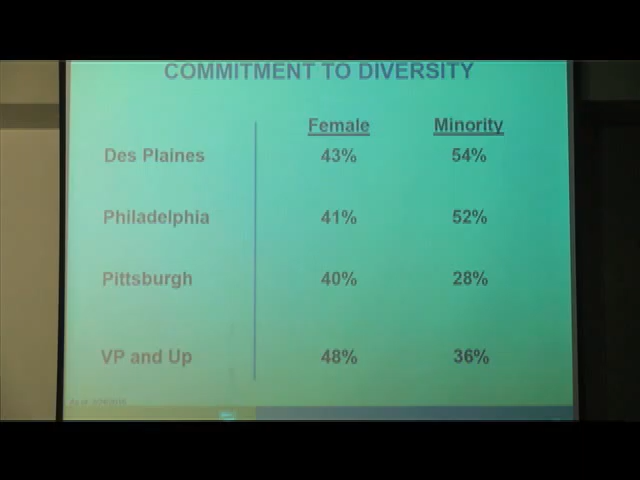 COMMITMENT TO DIVERSITY
Female Minority
Des Plaines 43% 54%
Philadelphia 41% 52%
Pittsburgh 40% 28%
VP and Up 48% 36%